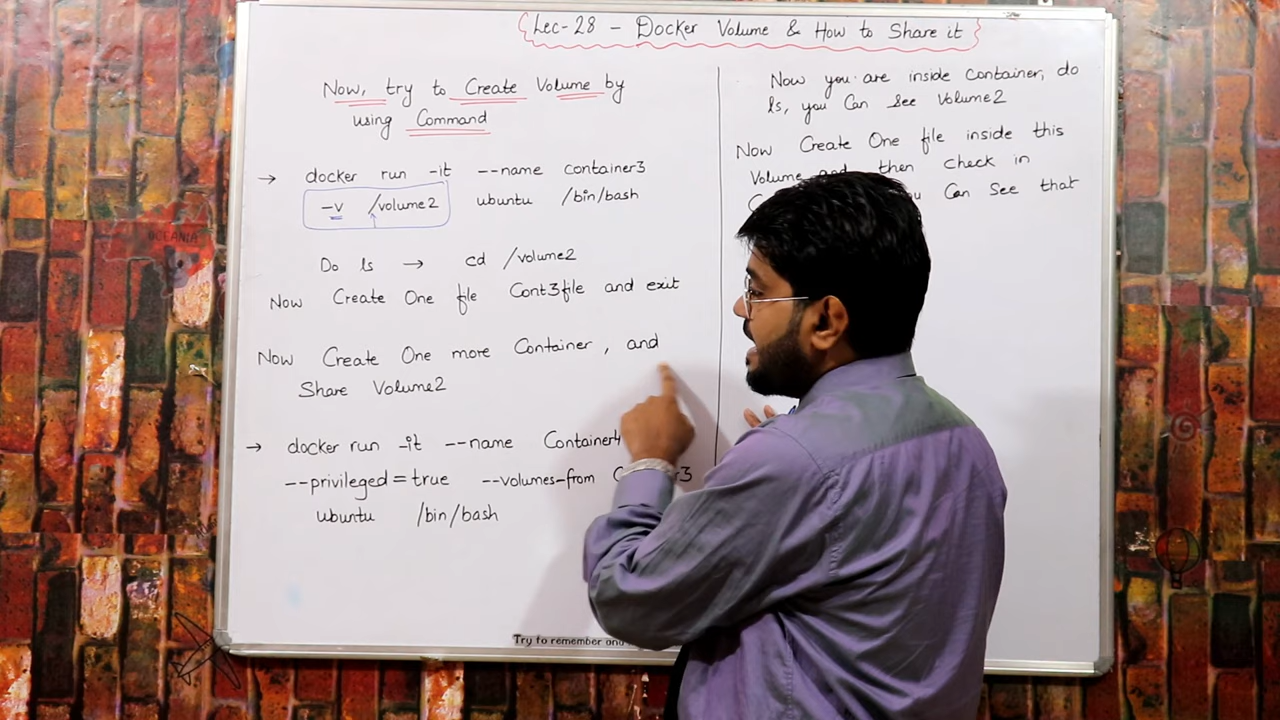 Lec-28 - Docker Volume & How to Share it
Now, try to Create Volume by
using Command
→ docker run -it --name container3
-v /volume2 ubuntu /bin/bash
Do ls → cd /volume2
Now Create One file Cont3file and exit
Now Create One more Container, and
Share Volume2
→ docker run -it --name Container4
--privileged=true --volumes-from
ubuntu /bin/bash
Now you are inside container, do
ls, you Can See Volume2
Now Create One file inside this
Volume and then check in
Can See that
Try to remember and
OCEANIA